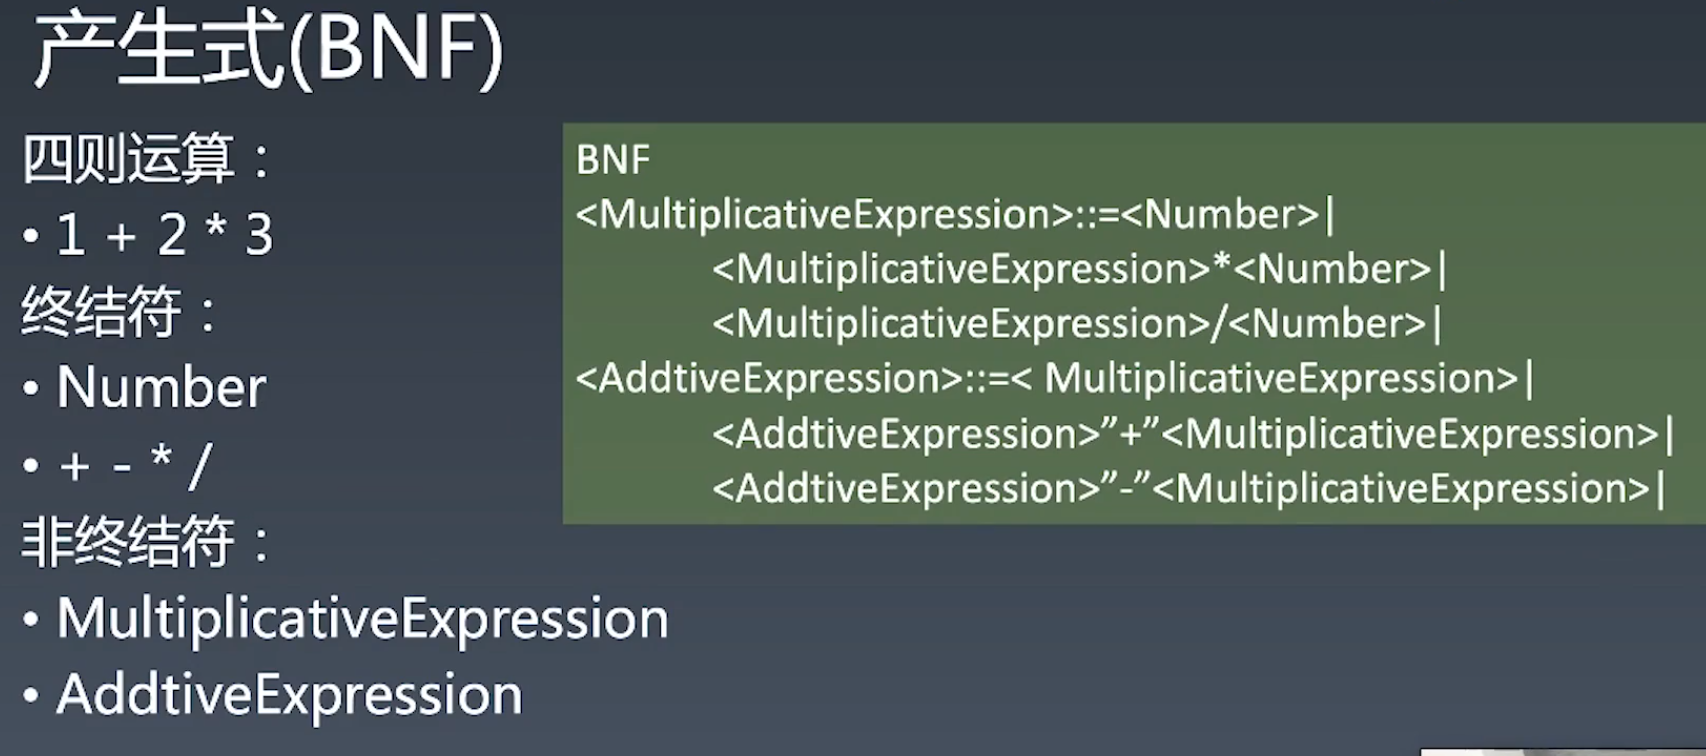 产生式(BNF)
四则运算：
• 1 + 2 * 3
终结符：
• Number
• + - * /
非终结符：
• MultiplicativeExpression
• AddtiveExpression
BNF
<MultiplicativeExpression>::=<Number>|
<MultiplicativeExpression>*<Number>|
<MultiplicativeExpression>/<Number>|
<AddtiveExpression>::=< MultiplicativeExpression>|
<AddtiveExpression>”+”<MultiplicativeExpression>|
<AddtiveExpression>”-”<MultiplicativeExpression>|